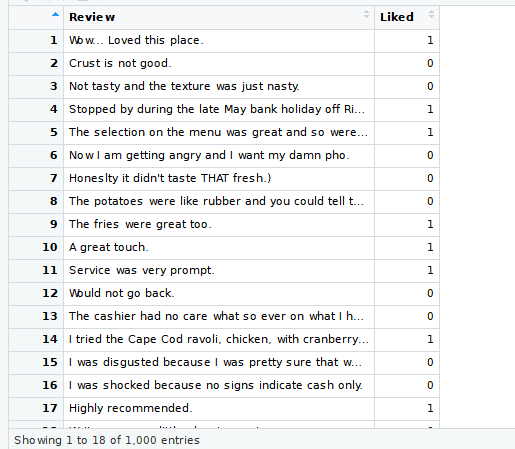 Review Liked
1 Wow... Loved this place. 1
2 Crust is not good. 0
3 Not tasty and the texture was just nasty. 0
4 Stopped by during the late May bank holiday off Ri... 1
5 The selection on the menu was great and so were... 1
6 Now I am getting angry and I want my damn pho. 0
7 Honeslty it didn't taste THAT fresh.) 0
8 The potatoes were like rubber and you could tell t... 0
9 The fries were great too. 1
10 A great touch. 1
11 Service was very prompt. 1
12 Would not go back. 0
13 The cashier had no care what so ever on what I h... 0
14 I tried the Cape Cod ravoli, chicken, with cranberry... 1
15 I was disgusted because I was pretty sure that w... 0
16 I was shocked because no signs indicate cash only. 0
17 Highly recommended. 1
Showing 1 to 18 of 1,000 entries